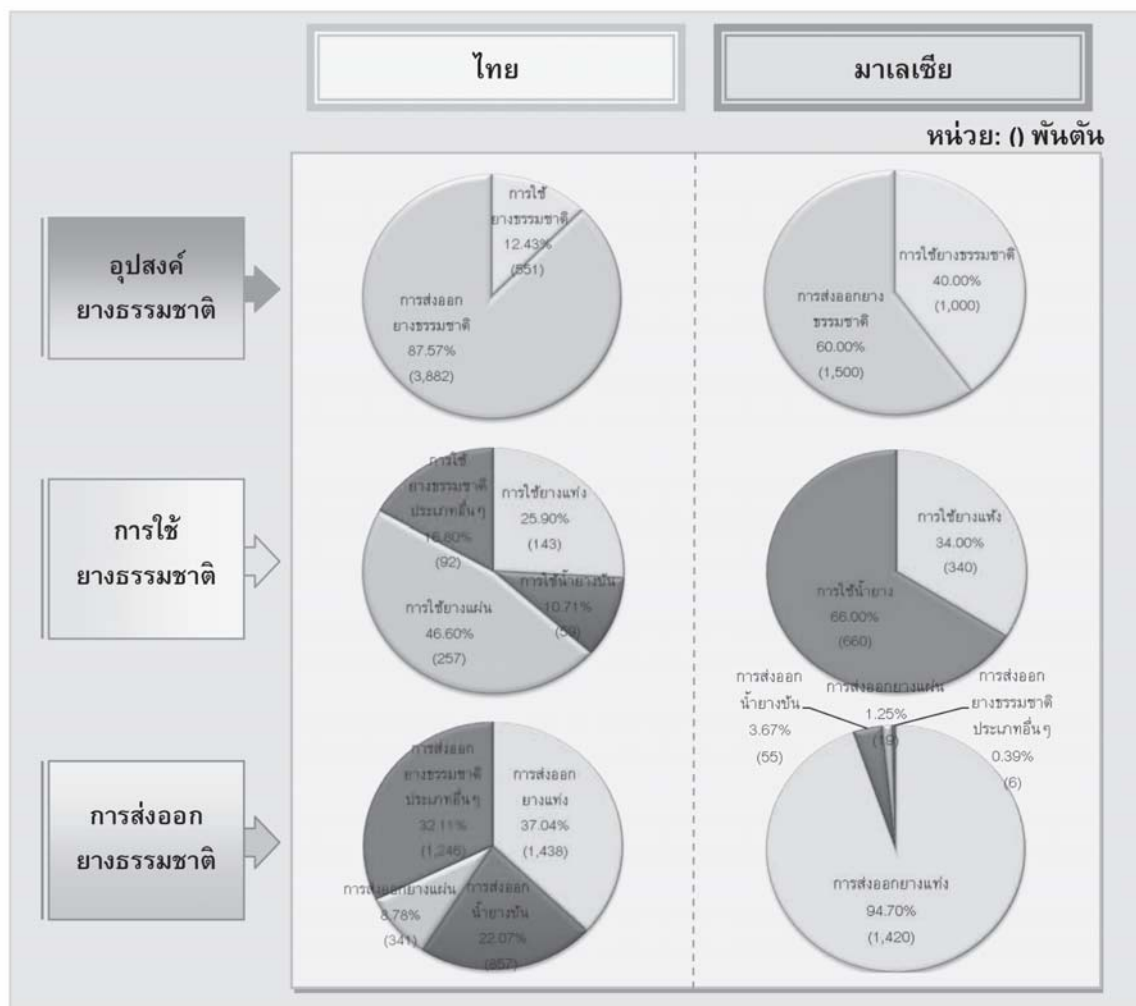 ไทย
มาเลเซีย
หน่วย: () พันตัน
อุปสงค์
ยางธรรมชาติ
การใช้
ยางธรรมชาติ
12.43%
(551)
การส่งออก
ยางธรรมชาติ
87.57%
(3,882)
การใช้ยางธรรมชาติ
40.00%
(1,000)
การส่งออกยาง
ธรรมชาติ
60.00%
(1,500)
การใช้
ยางธรรมชาติ
การใช้
ยางธรรมชาติ
ประเภทอื่นๆ
16.60%
(92)
การใช้ยางแท่ง
25.90%
(143)
การใช้น้ำยางข้น
10.71%
(59)
การใช้ยางแผ่น
46.60%
(257)
การใช้ยางแท้ง
34.00%
(340)
การใช้น้ำยาง
66.00%
(660)
การส่งออก
ยางธรรมชาติ
การส่งออก
ยางธรรมชาติ
ประเภทอื่นๆ
32.11%
(1,246)
การส่งออก
ยางแท่ง
37.04%
(1,438)
การส่งออกยางแผ่น
8.78%
(341)
การส่งออก
น้ำยางข้น
22.07%
(857)
การส่งออก
น้ำยางข้น
3.67%
(55)
การส่งออกยางแผ่น
1.25%
(19)
การส่งออก
ยางธรรมชาติ
ประเภทอื่นๆ
0.39%
(6)
การส่งออกยางแท่ง
94.70%
(1,420)